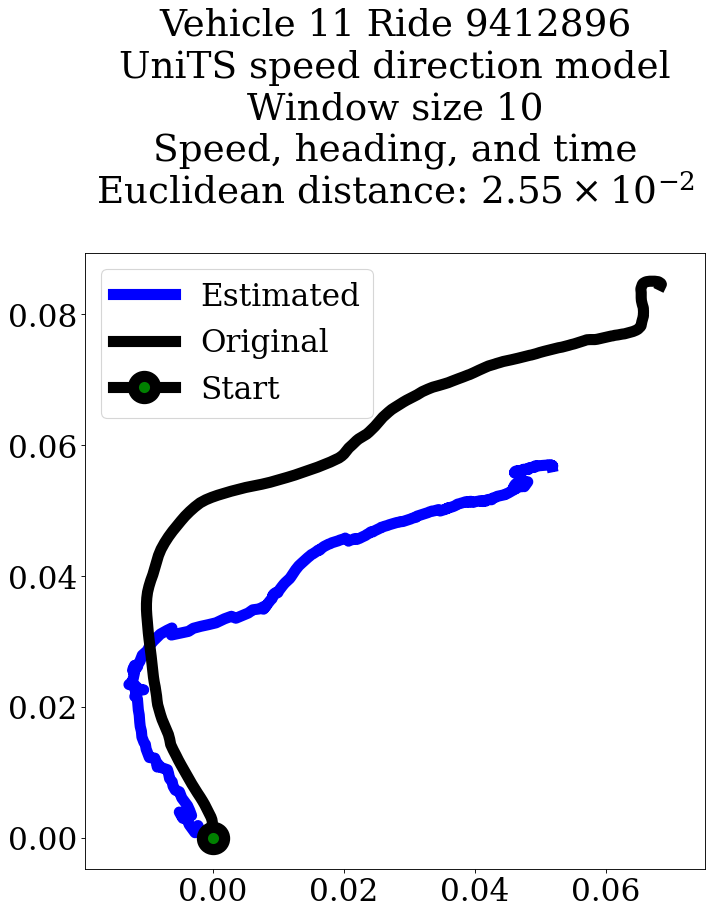 Vehicle 11 Ride 9412896
UniTS speed direction model
Window size 10
Speed, heading, and time
Euclidean distance: 2.55 × 10⁻²
Estimated
Original
Start
0.08
0.06
0.04
0.02
0.00
0.00 0.02 0.04 0.06